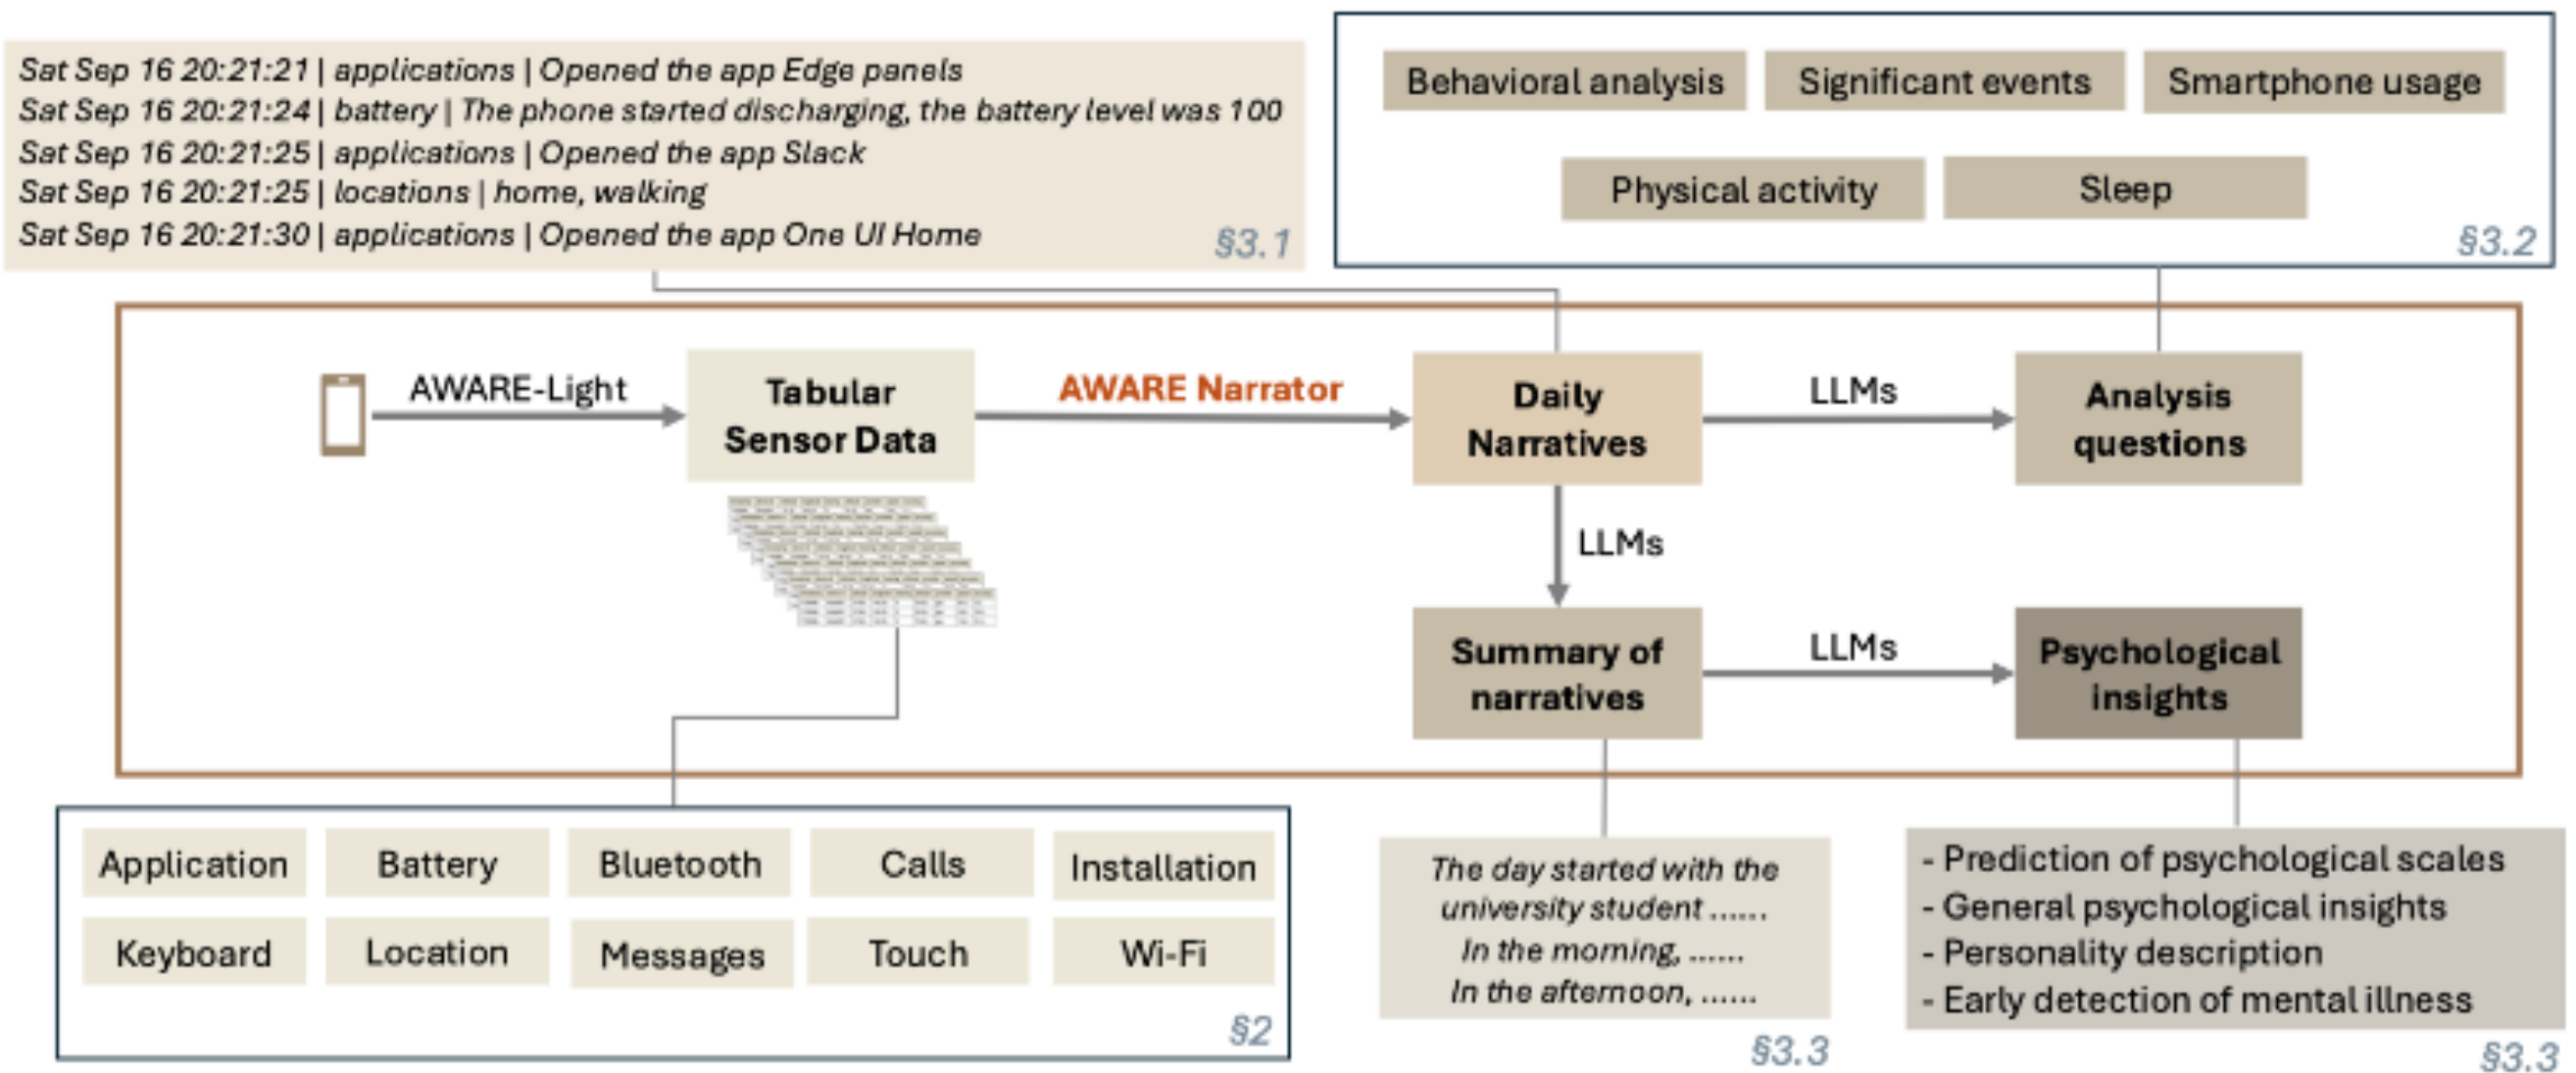 Sat Sep 16 20:21:21 | applications | Opened the app Edge panels
Sat Sep 16 20:21:24 | battery | The phone started discharging, the battery level was 100
Sat Sep 16 20:21:25 | applications | Opened the app Slack
Sat Sep 16 20:21:25 | locations | home, walking
Sat Sep 16 20:21:30 | applications | Opened the app One UI Home
§3.1
Behavioral analysis
Significant events
Smartphone usage
Physical activity
Sleep
§3.2
AWARE-Light
Tabular
Sensor Data
AWARE Narrator
Daily
Narratives
LLMs
Analysis
questions
LLMs
Summary of
narratives
LLMs
Psychological
insights
Application
Battery
Bluetooth
Calls
Installation
Keyboard
Location
Messages
Touch
Wi-Fi
§2
The day started with the
university student ......
In the morning, ......
In the afternoon, ......
§3.3
- Prediction of psychological scales
- General psychological insights
- Personality description
- Early detection of mental illness
§3.3